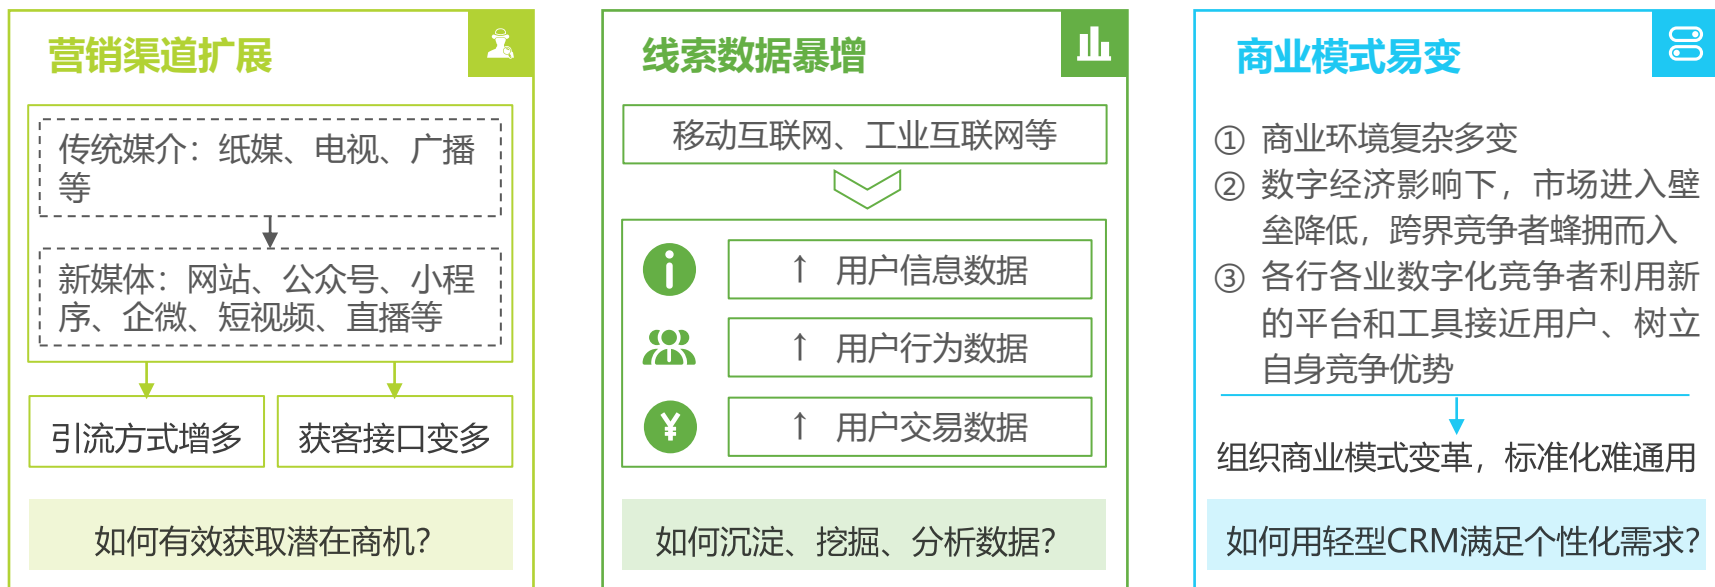 营销渠道扩展
传统媒介：纸媒、电视、广播
等
新媒体：网站、公众号、小程
序、企微、短视频、直播等
引流方式增多
获客接口变多
如何有效获取潜在商机？
线索数据暴增
移动互联网、工业互联网等
↑ 用户信息数据
↑ 用户行为数据
¥
↑ 用户交易数据
如何沉淀、挖掘、分析数据？
商业模式易变
① 商业环境复杂多变
② 数字经济影响下，市场进入壁
垒降低，跨界竞争者蜂拥而入
③ 各行各业数字化竞争者利用新
的平台和工具接近用户、树立
自身竞争优势
组织商业模式变革，标准化难通用
如何用轻型CRM满足个性化需求？